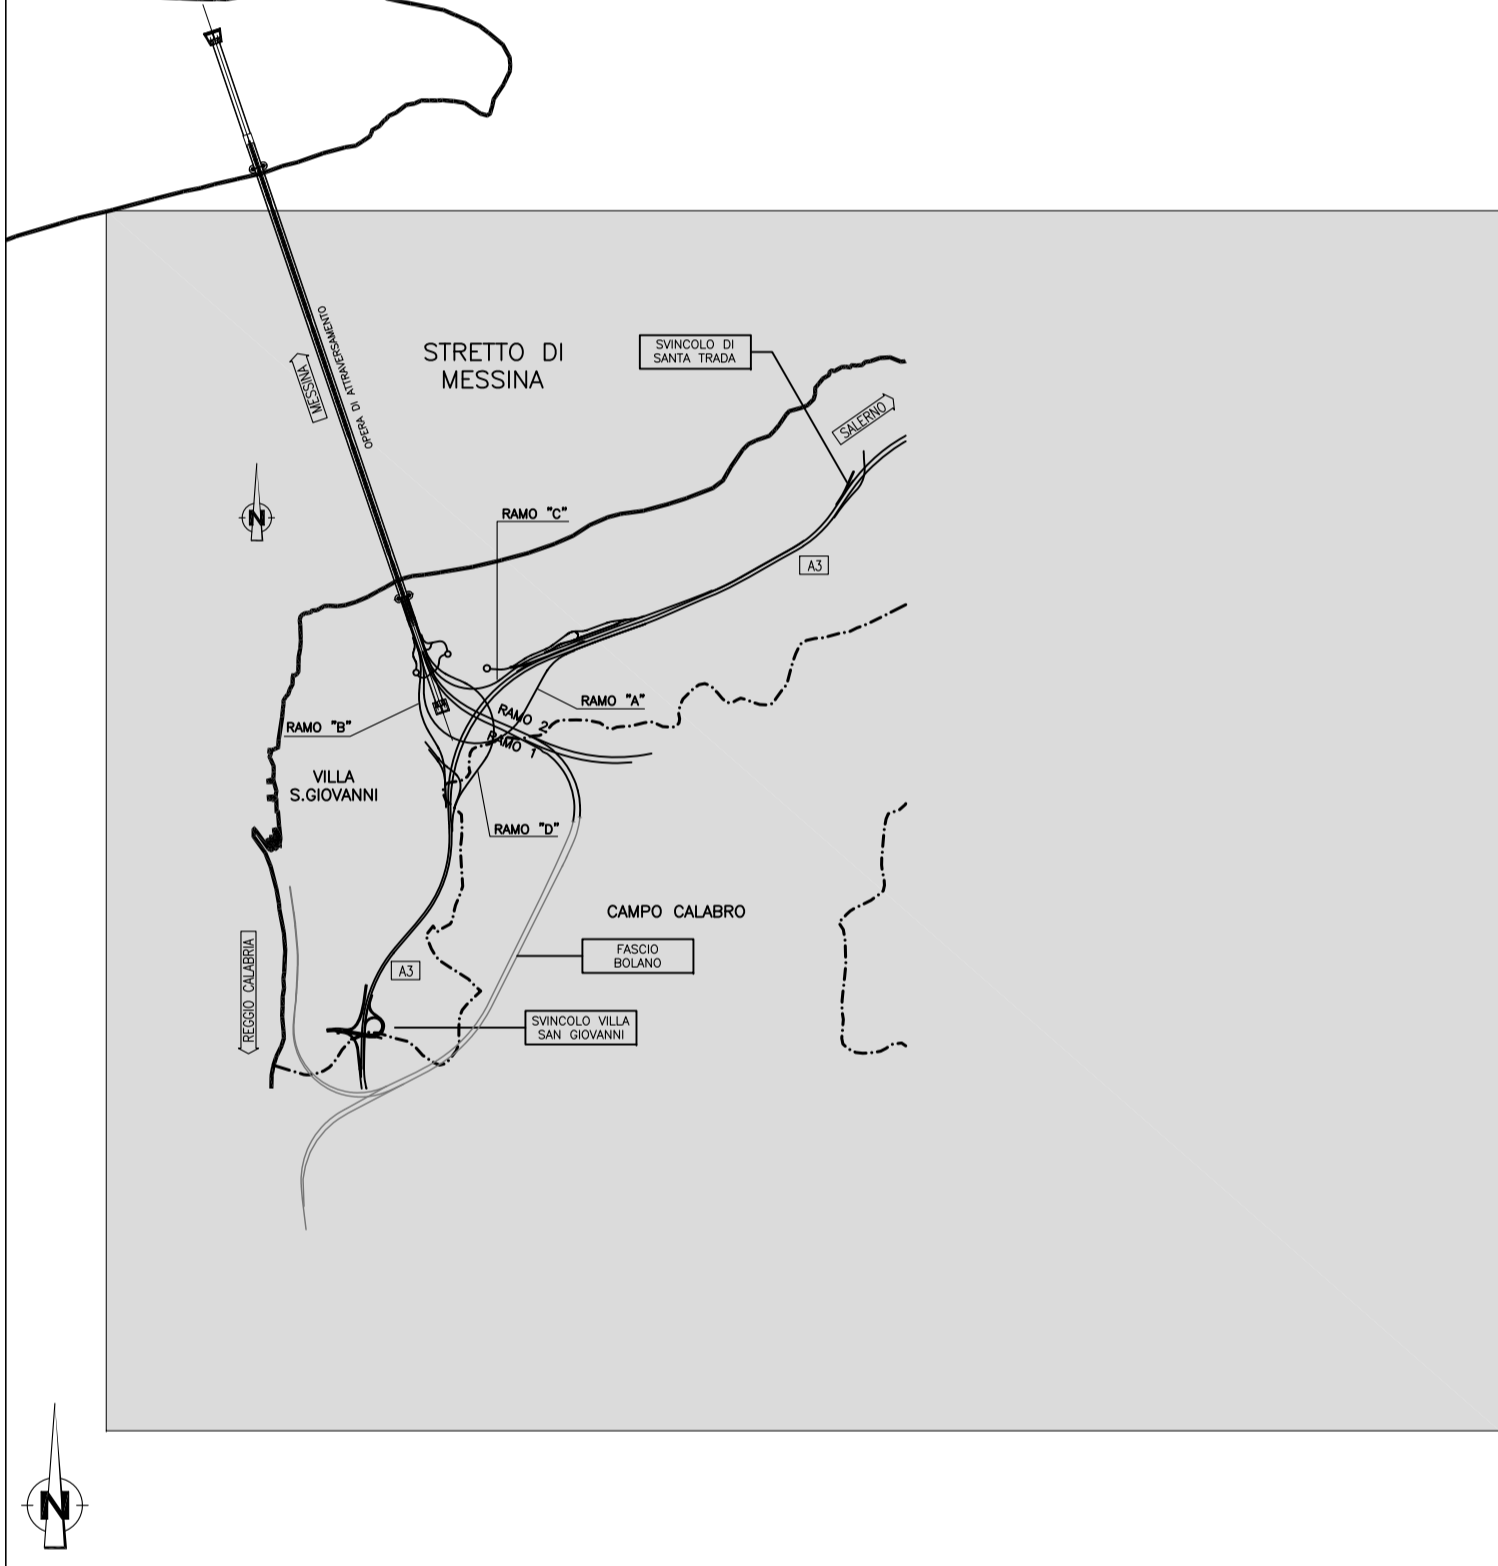 OPERA DI ATTRAVERSAMENTO
MESSINA
STRETTO DI
MESSINA
SVINCOLO DI
SANTA TRADA
SALERNO
N
RAMO "C"
A3
RAMO "A"
RAMO 2
RAMO "B"
RAMO 1
VILLA
S.GIOVANNI
RAMO "D"
CAMPO CALABRO
FASCIO
BOLANO
REGGIO CALABRIA
A3
SVINCOLO VILLA
SAN GIOVANNI
N